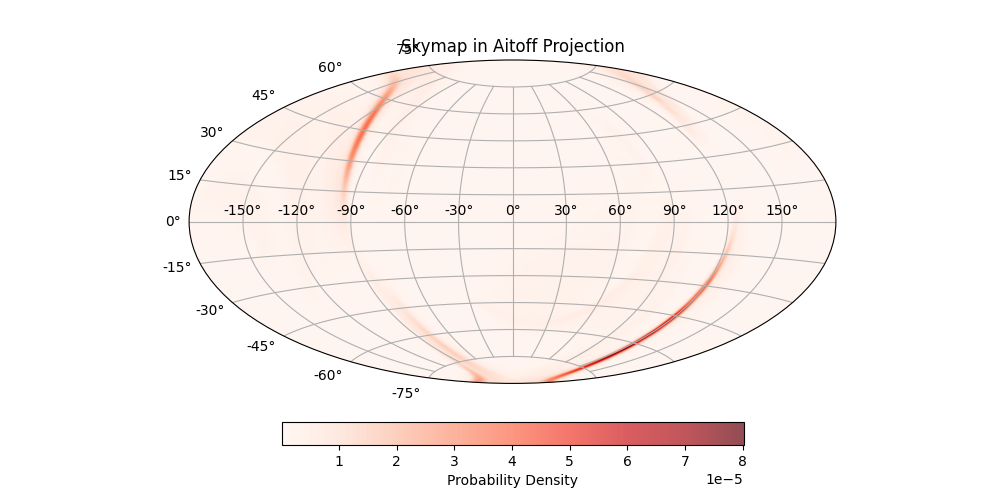 75°
Skymap in Aitoff Projection
60°
45°
30°
15°
-150° -120° -90° -60° -30° 0° 30° 60° 90° 120° 150°
0°
-15°
-30°
-45°
-60°
-75°
1 2 3 4 5 6 7 8
1e−5
Probability Density